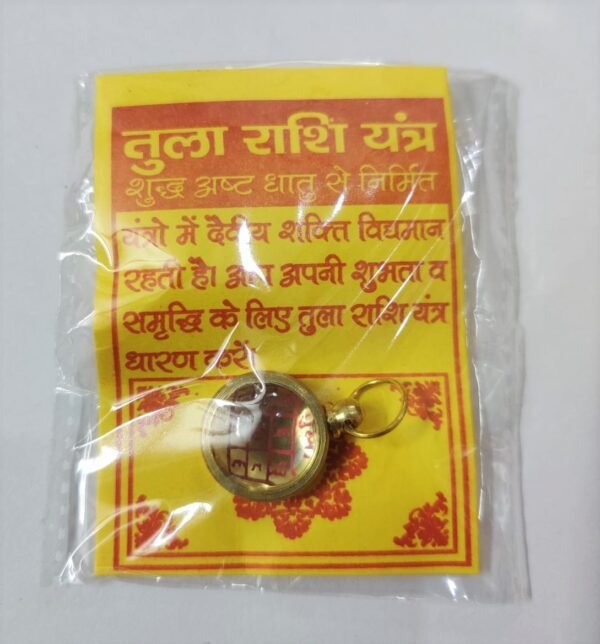 तुला राशि यंत्र
शुद्ध अष्ट धातु से निर्मित
यंत्रो में दैवीय शक्ति विद्यमान
रहती है। अतः अपनी शुभता व
समृद्धि के लिए तुला राशि यंत्र
धारण करें।